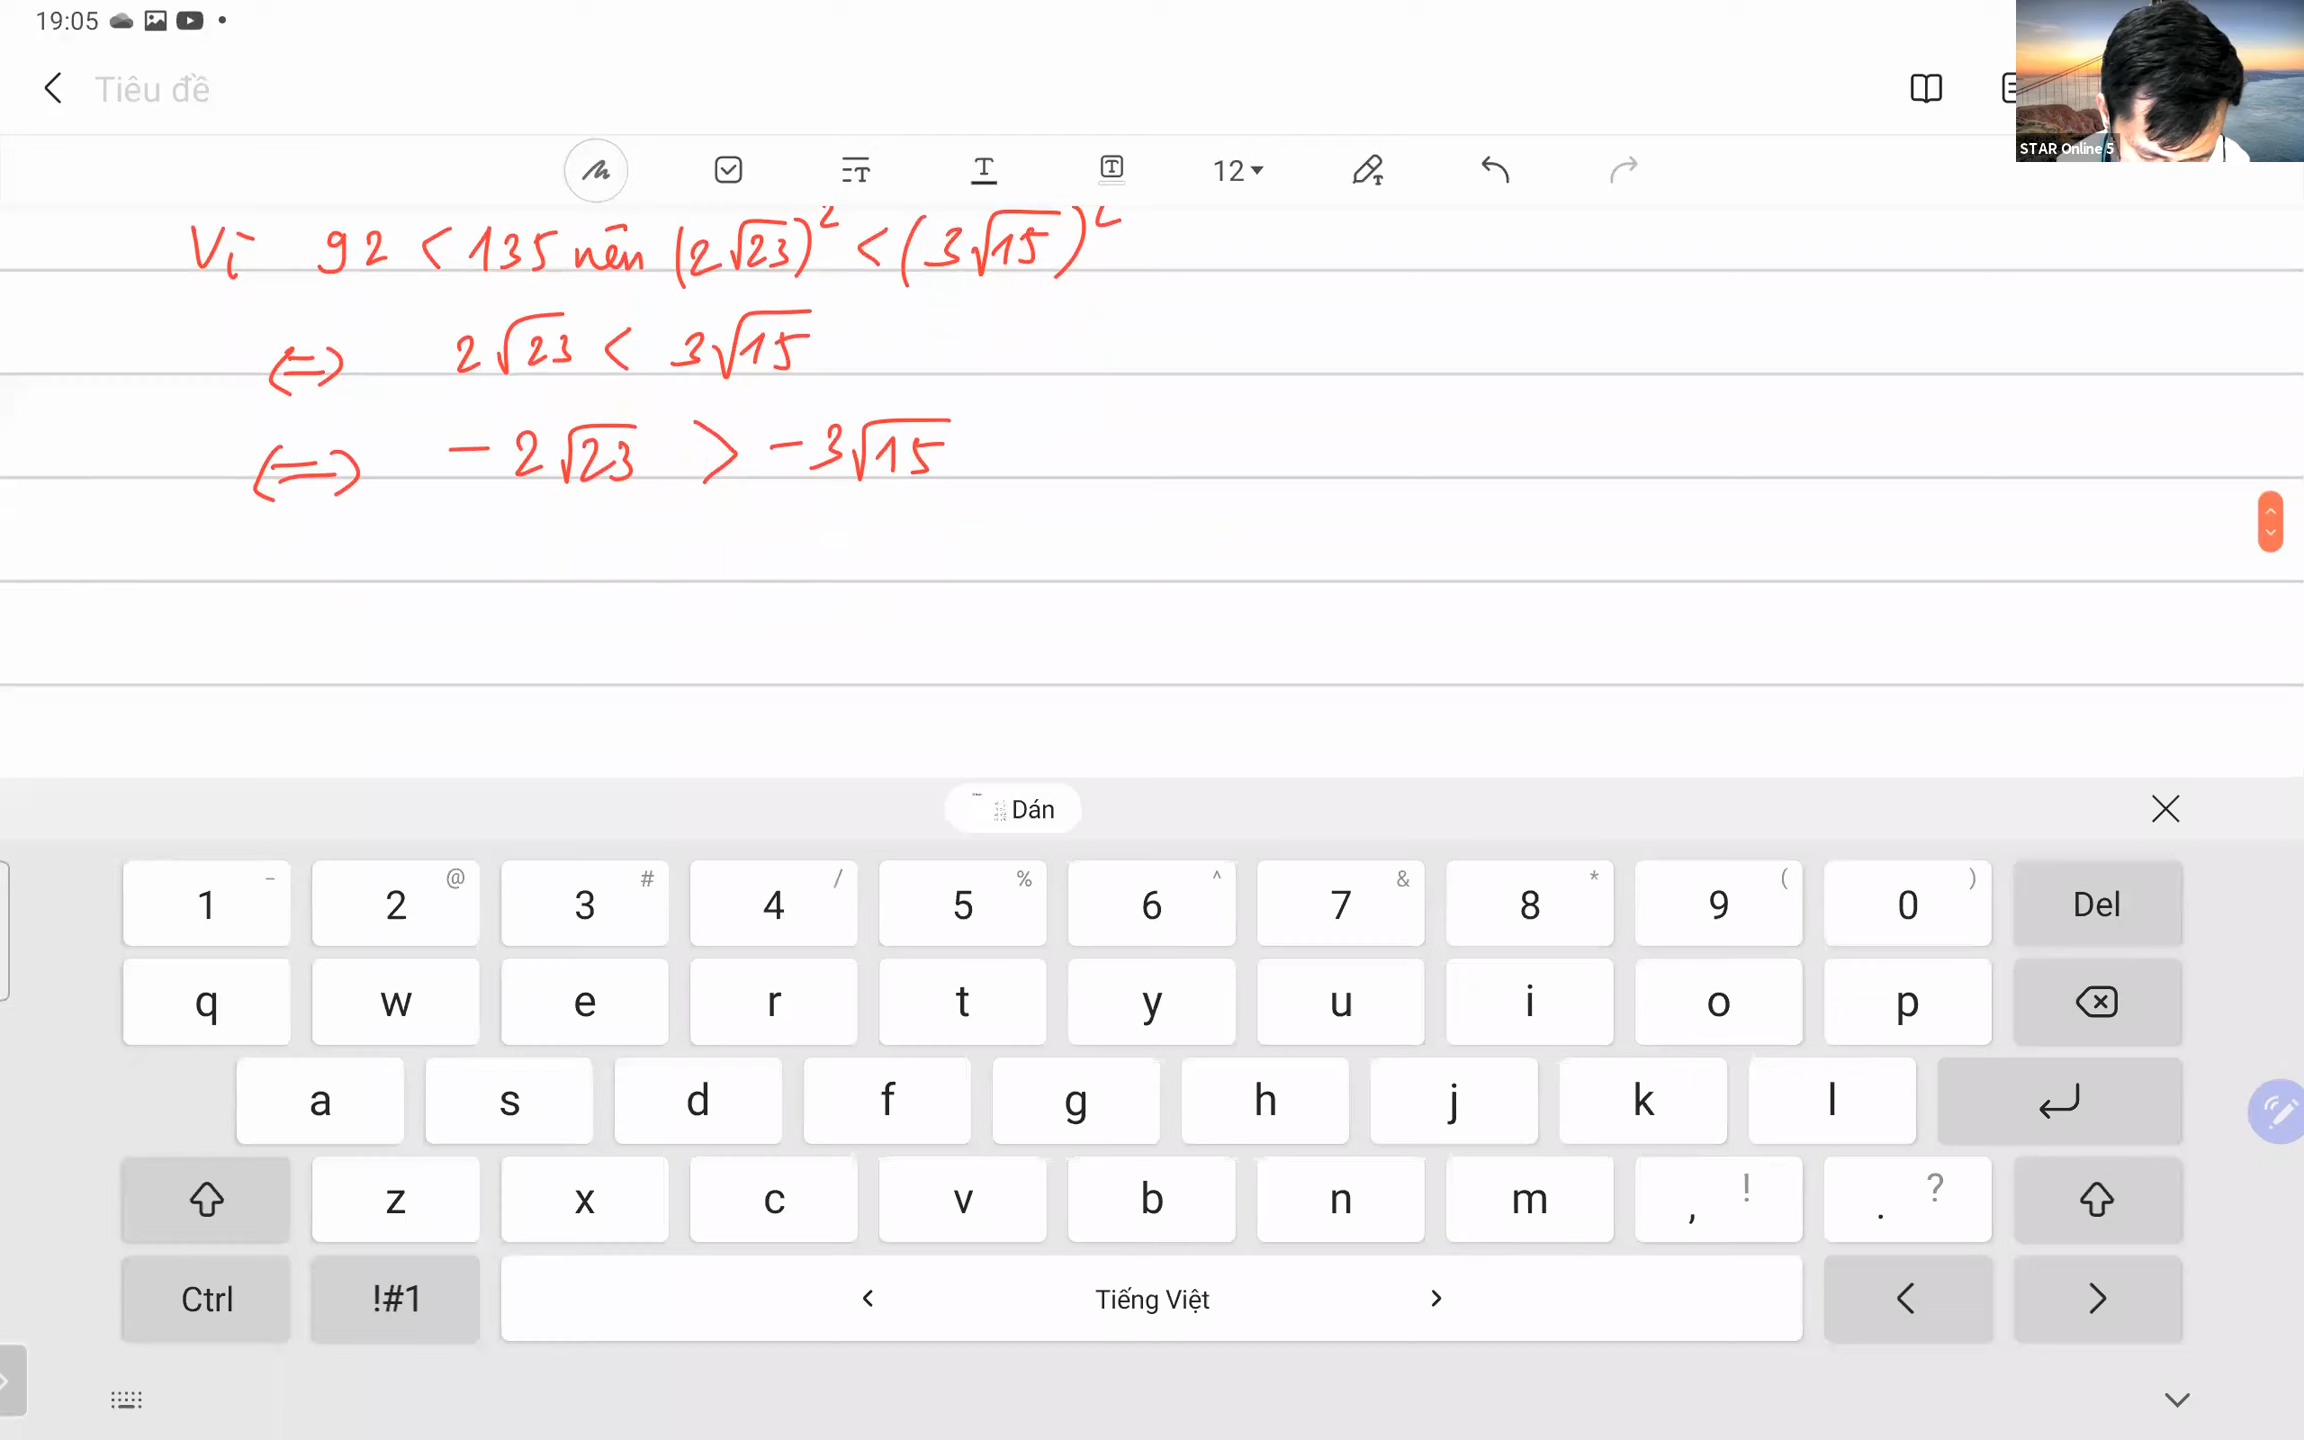 19:05
Tiêu đề
STAR Online 5
12
Vì 92 < 135 nên (2√23)² < (3√15)²
⇔ 2√23 < 3√15
⇔ -2√23 > -3√15
Dán
1 - 2 @ 3 # 4 / 5 % 6 ^ 7 & 8 * 9 ( 0 ) Del
q w e r t y u i o p
a s d f g h j k l
z x c v b n m , ! . ?
Ctrl !#1 < Tiếng Việt > < >